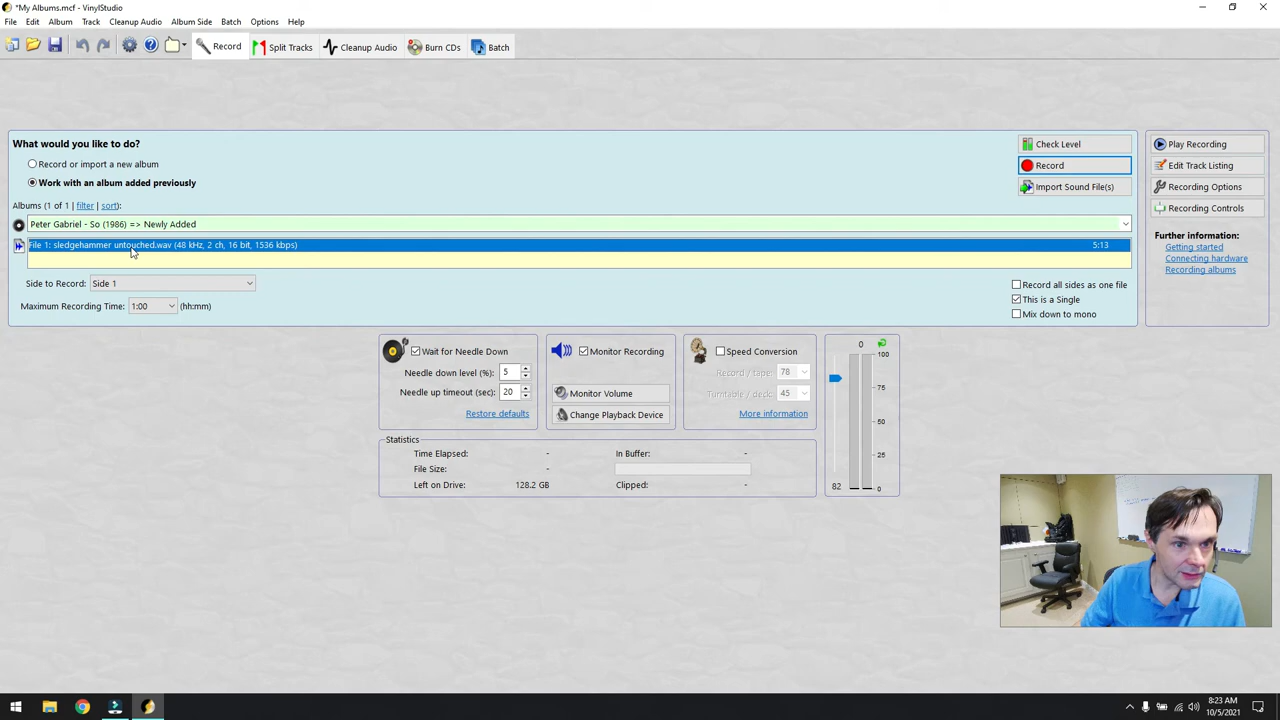 *My Albums.mcf - VinylStudio
File Edit Album Track Cleanup Audio Album Side Batch Options Help
Record Split Tracks Cleanup Audio Burn CDs Batch
What would you like to do?
Record or import a new album
Work with an album added previously
Albums (1 of 1) | filter | sort):
Peter Gabriel - So (1986) => Newly Added
File 1: sledgehammer untouched.wav (48 kHz, 2 ch, 16 bit, 1536 kbps) 5:13
Side to Record: Side 1
Maximum Recording Time: 1:00 (hh:mm)
Check Level
Record
Import Sound File(s)
Record all sides as one file
This is a Single
Mix down to mono
Play Recording
Edit Track Listing
Recording Options
Recording Controls
Further information:
Getting started
Connecting hardware
Recording albums
Wait for Needle Down
Needle down level (%): 5
Needle up timeout (sec): 20
Restore defaults
Monitor Recording
Monitor Volume
Change Playback Device
Speed Conversion
Record / tape: 78
Turntable / deck: 45
More information
0
100
75
50
25
0
82
Statistics
Time Elapsed: - In Buffer: -
File Size: -
Left on Drive: 128.2 GB Clipped: -
8:23 AM
10/5/2021